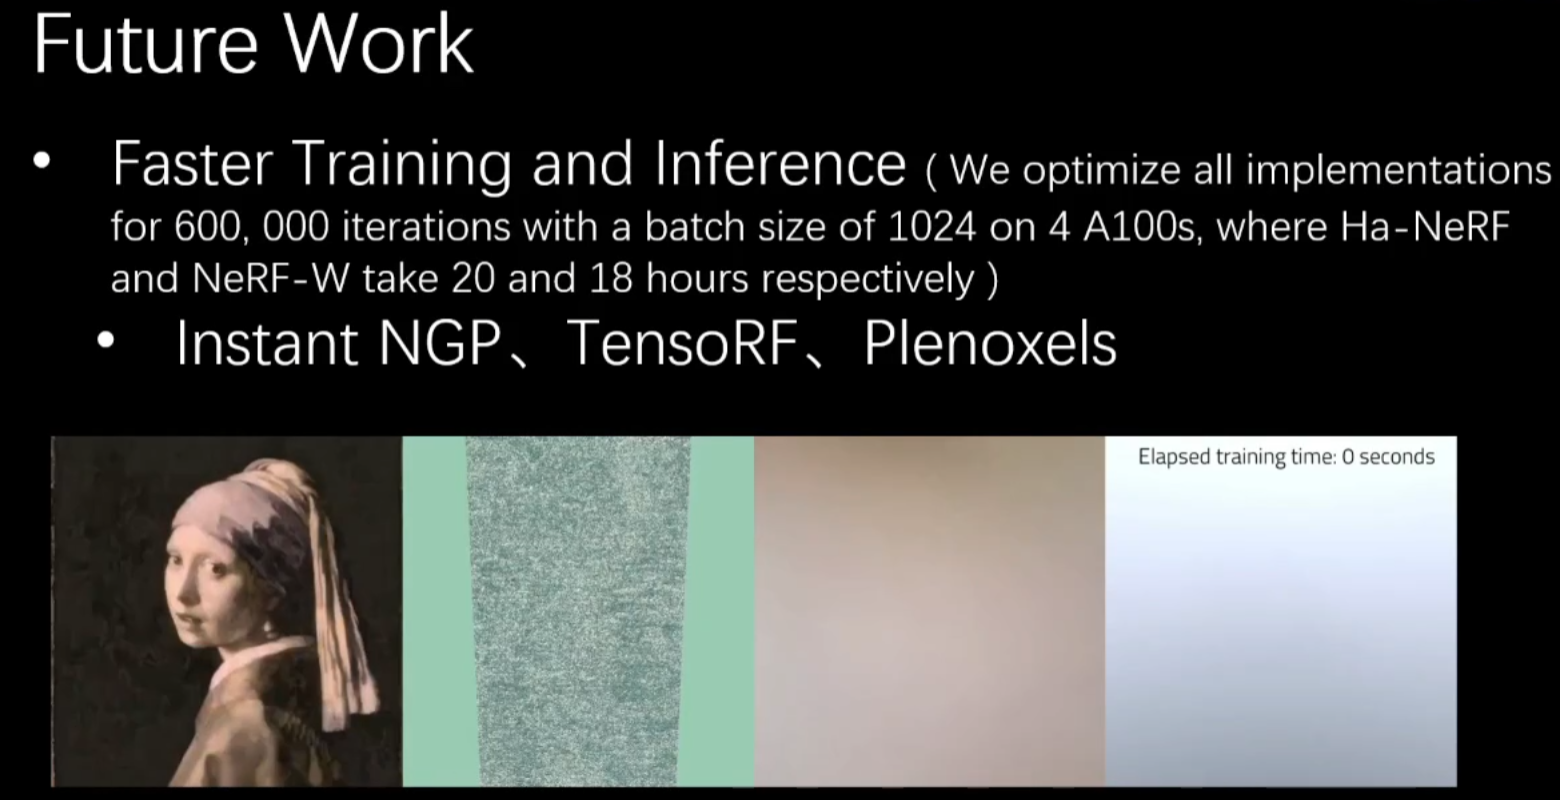 Future Work
• Faster Training and Inference ( We optimize all implementations
for 600, 000 iterations with a batch size of 1024 on 4 A100s, where Ha-NeRF
and NeRF-W take 20 and 18 hours respectively )
• Instant NGP、TensoRF、Plenoxels
Elapsed training time: 0 seconds